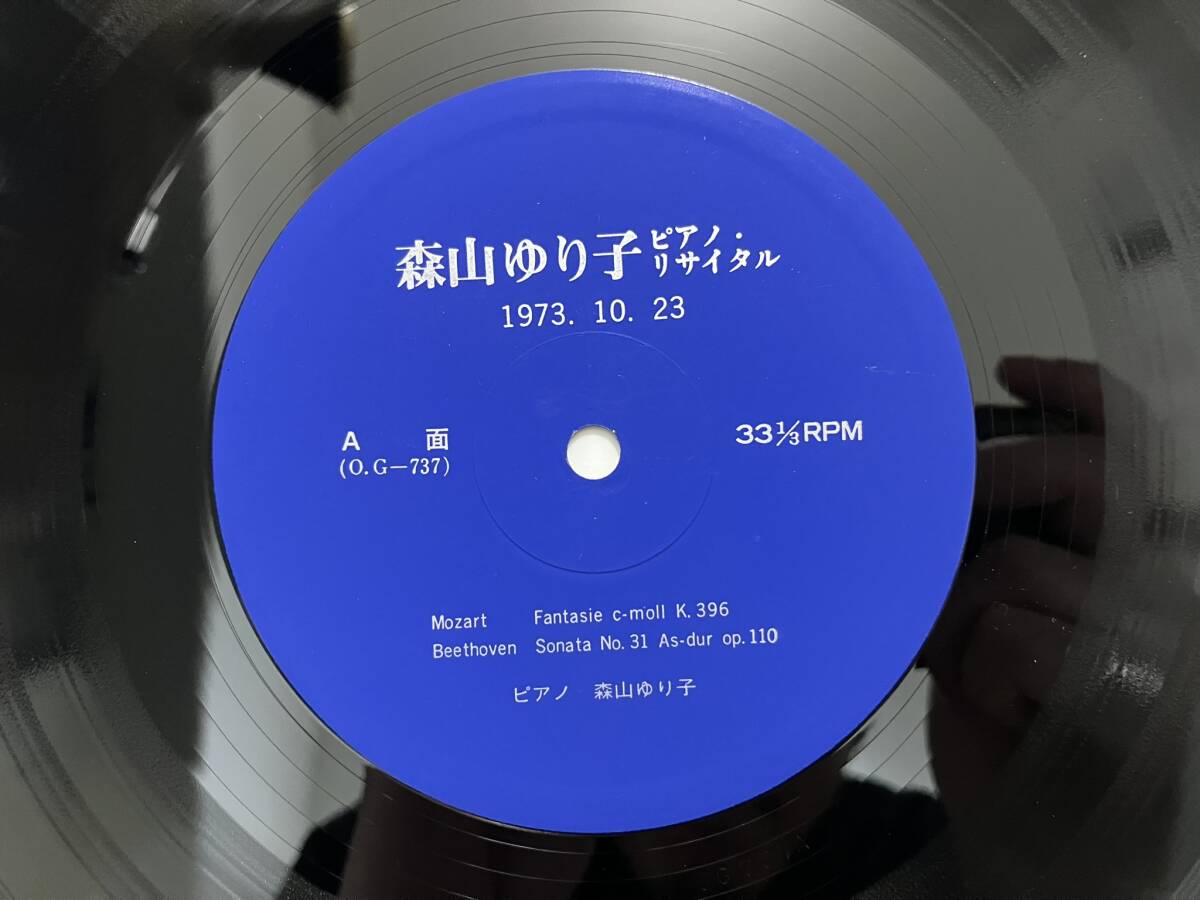 森山ゆり子 ピアノ・リサイタル
1973. 10. 23
A 面
(O.G-737)
33⅓RPM
Mozart Fantasie c-moll K. 396
Beethoven Sonata No. 31 As-dur op. 110
ピアノ 森山ゆり子